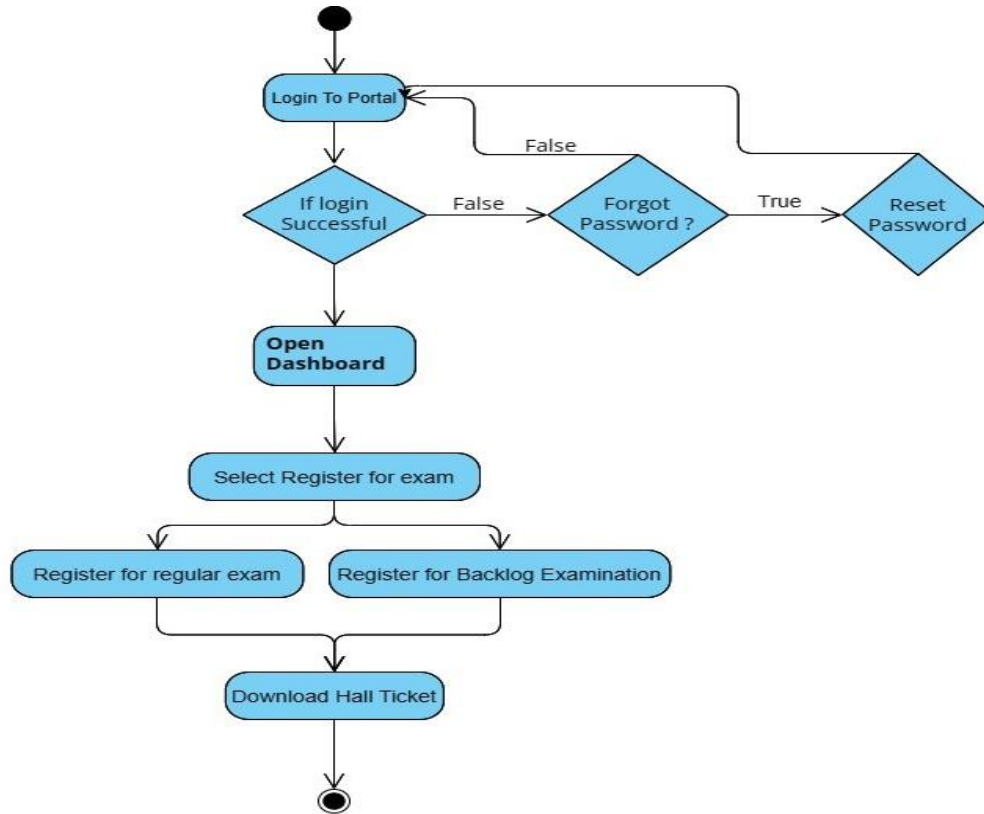 Login To Portal
False
If login
Successful
False
Forgot
Password ?
True
Reset
Password
Open
Dashboard
Select Register for exam
Register for regular exam
Register for Backlog Examination
Download Hall Ticket